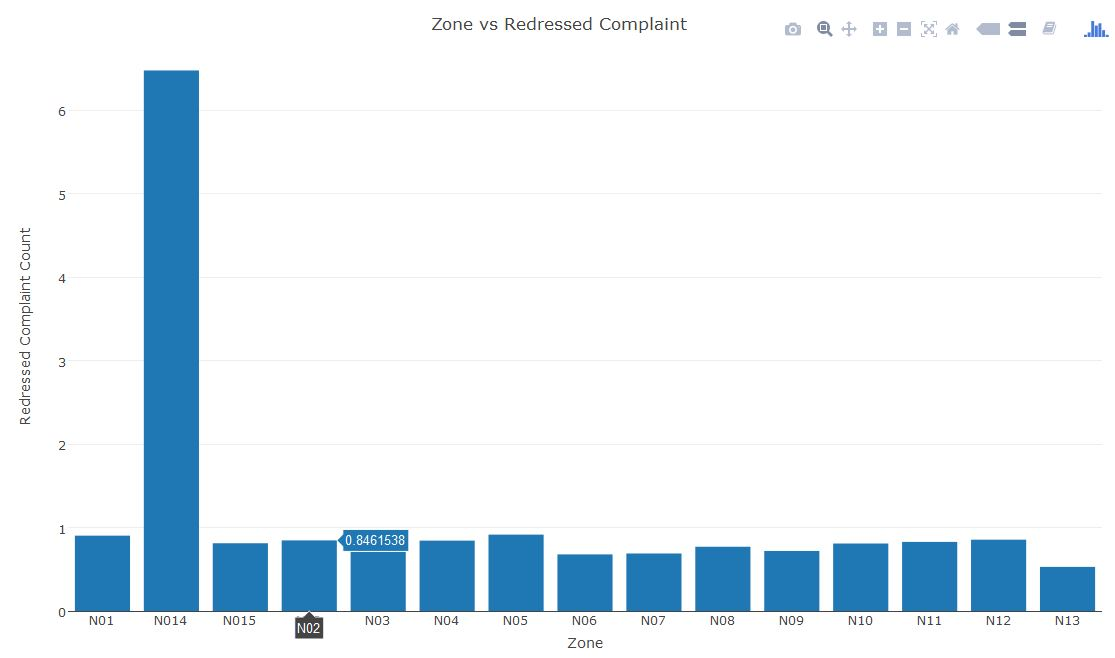 Zone vs Redressed Complaint
Redressed Complaint Count
6
5
4
3
2
1
0
0.8461538
N01 N014 N015 N02 N03 N04 N05 N06 N07 N08 N09 N10 N11 N12 N13
Zone